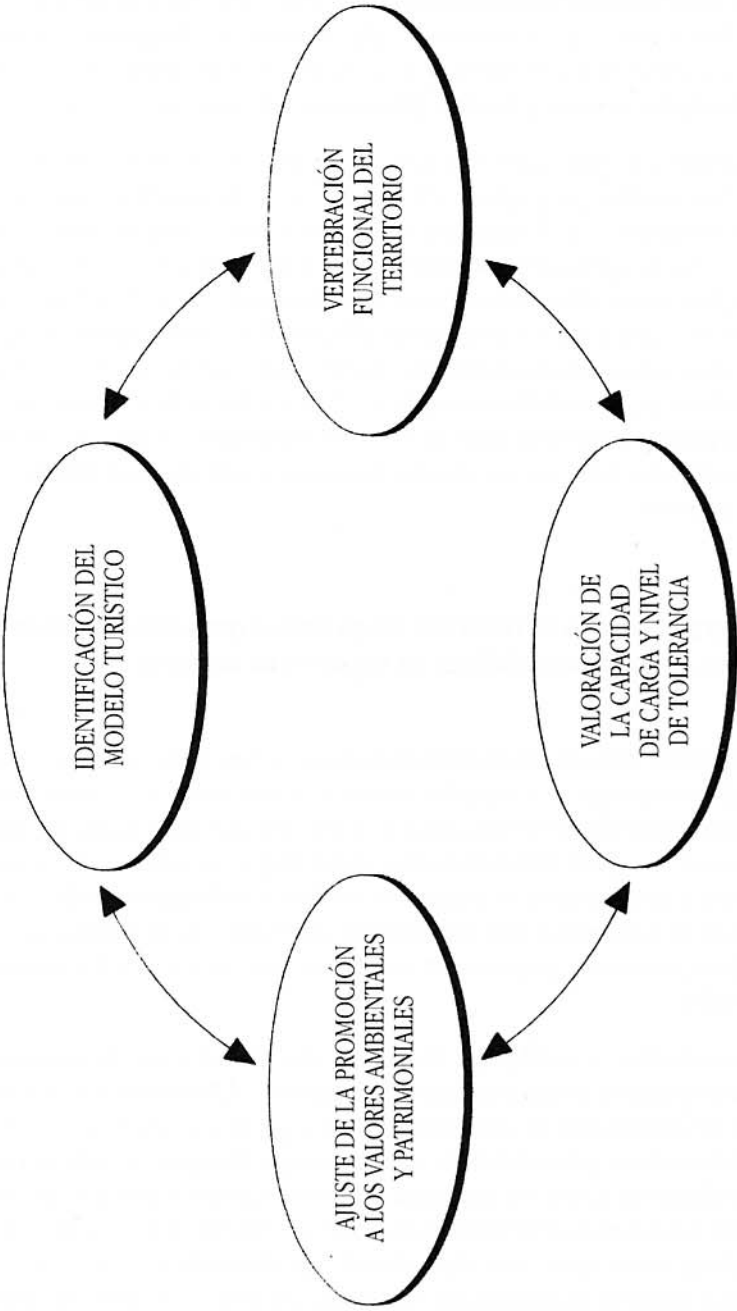 IDENTIFICACIÓN DEL
MODELO TURÍSTICO
AJUSTE DE LA PROMOCIÓN
A LOS VALORES AMBIENTALES
Y PATRIMONIALES
VERTEBRACIÓN
FUNCIONAL DEL
TERRITORIO
VALORACIÓN DE
LA CAPACIDAD
DE CARGA Y NIVEL
DE TOLERANCIA